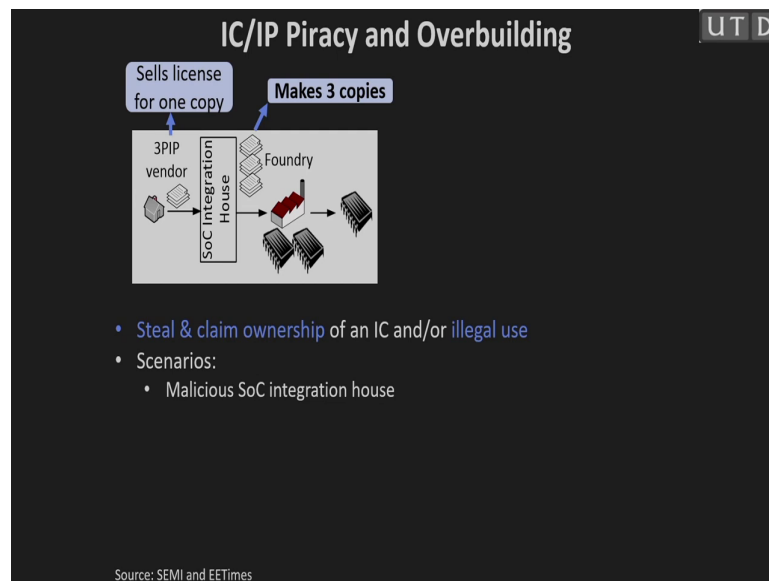 IC/IP Piracy and Overbuilding
UTD
Sells license
for one copy
Makes 3 copies
3PIP
vendor
SoC Integration
House
Foundry
• Steal & claim ownership of an IC and/or illegal use
• Scenarios:
• Malicious SoC integration house
Source: SEMI and EETimes